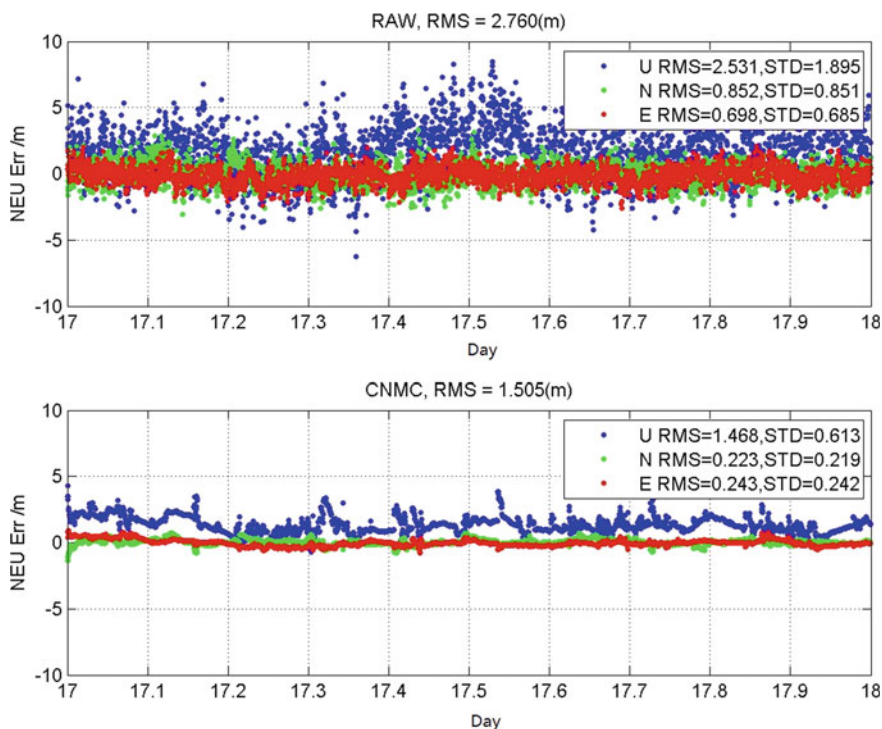 RAW, RMS = 2.760(m)
10
5
0
-5
-10
NEU Err /m
U RMS=2.531,STD=1.895
N RMS=0.852,STD=0.851
E RMS=0.698,STD=0.685
17 17.1 17.2 17.3 17.4 17.5 17.6 17.7 17.8 17.9 18
Day
CNMC, RMS = 1.505(m)
10
5
0
-5
-10
NEU Err /m
U RMS=1.468,STD=0.613
N RMS=0.223,STD=0.219
E RMS=0.243,STD=0.242
17 17.1 17.2 17.3 17.4 17.5 17.6 17.7 17.8 17.9 18
Day